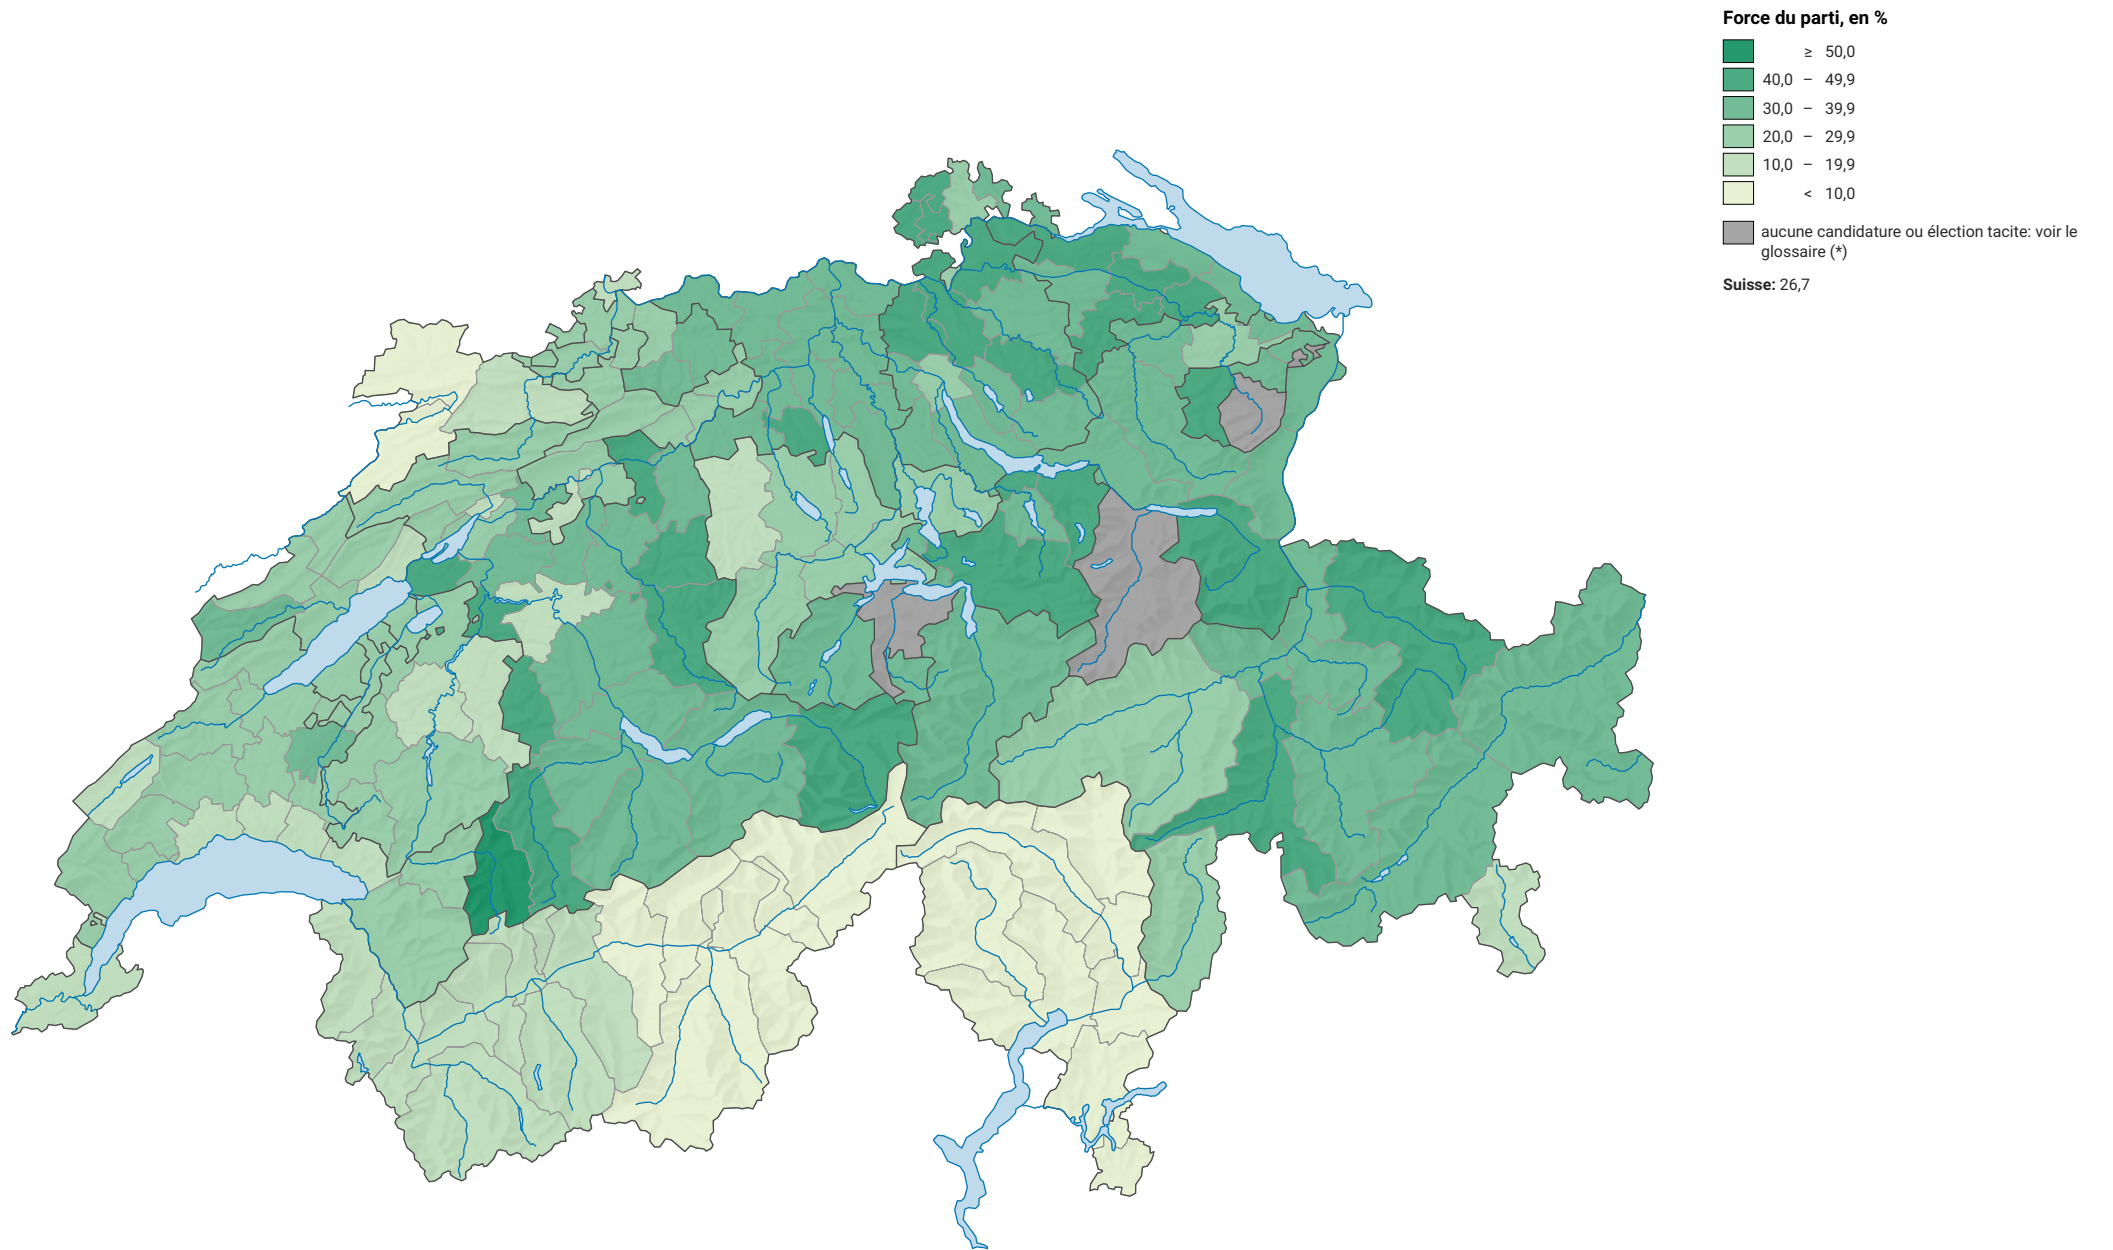 Force du parti, en %
≥ 50,0
40,0 – 49,9
30,0 – 39,9
20,0 – 29,9
10,0 – 19,9
< 10,0
aucune candidature ou élection tacite: voir le
glossaire (*)
Suisse: 26,7